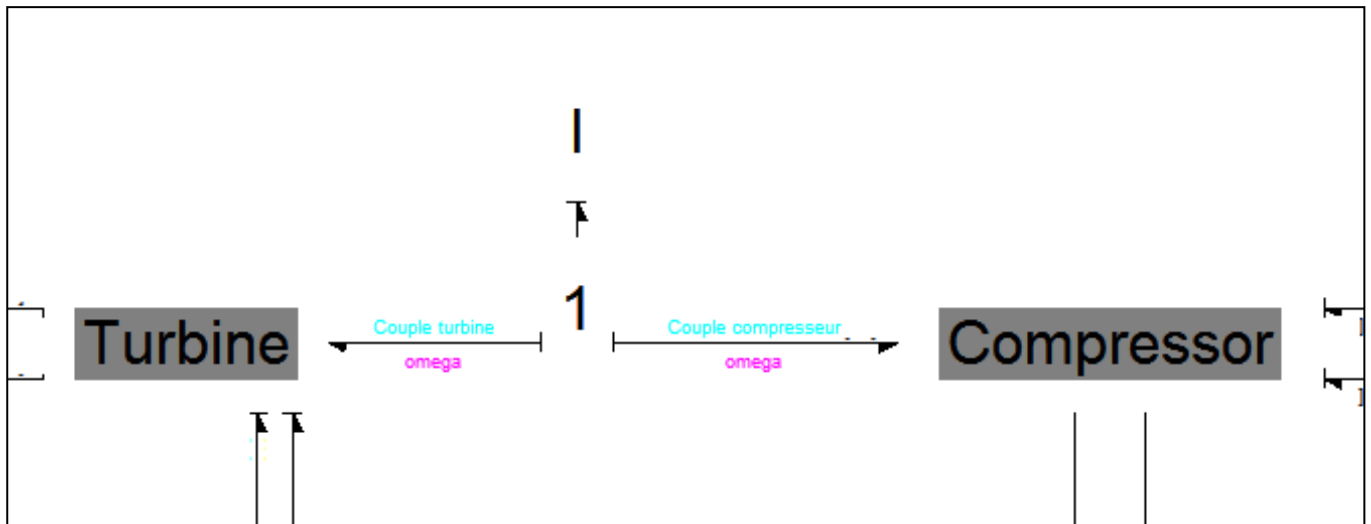 I
1
Turbine
Couple turbine
omega
Couple compresseur
omega
Compressor